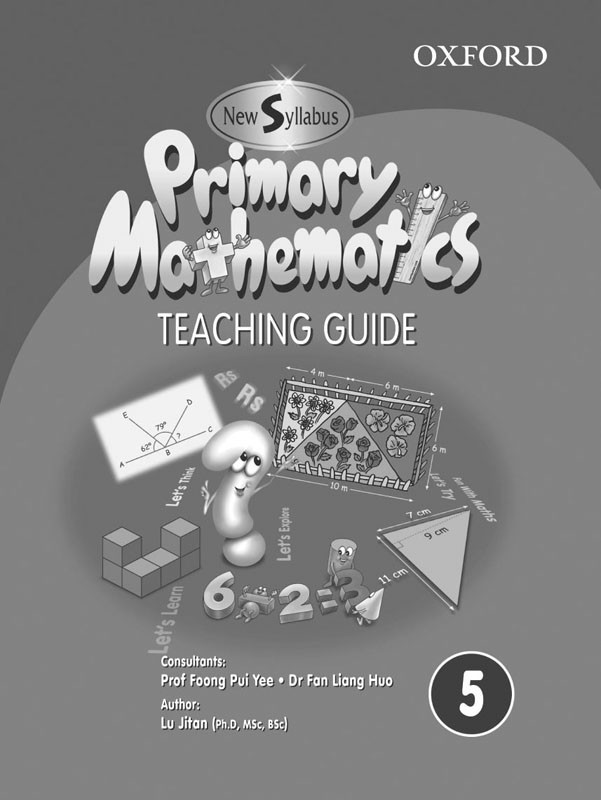 OXFORD
New Syllabus
Primary
Mathematics
TEACHING GUIDE
4 m
6 m
Rs
Rs
E
D
79°
62°
?
A
B
C
6 m
10 m
Let's Think
Let's Explore
Fun With Maths
7 cm
9 cm
11 cm
6 ÷ 2 = 3
Let's Learn
Consultants:
Prof Foong Pui Yee • Dr Fan Liang Huo
Author:
Lu Jitan (Ph.D, MSc, BSc)
5